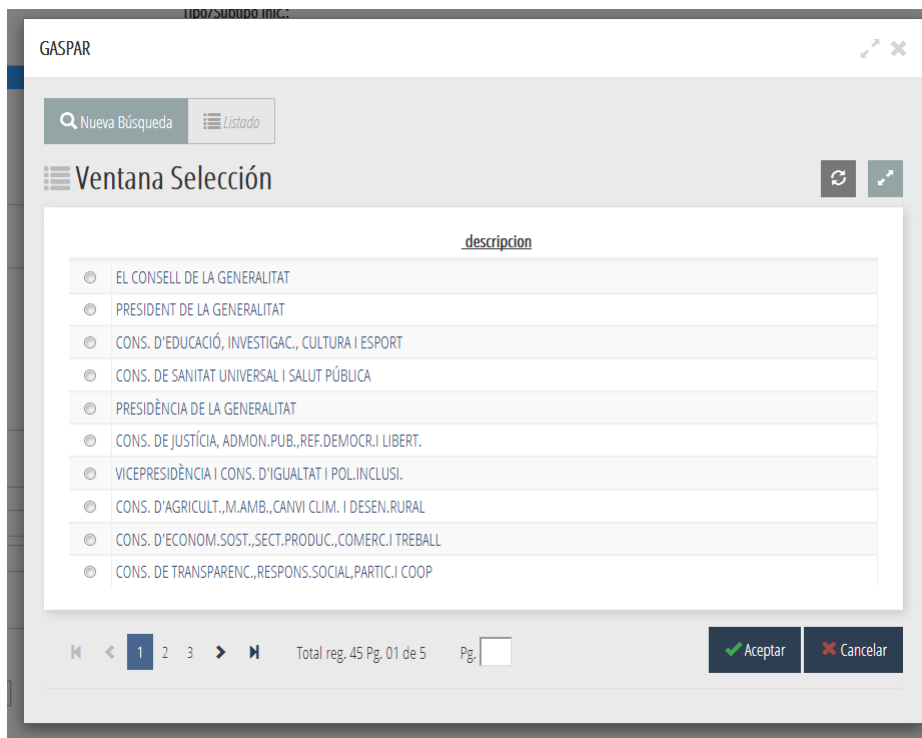 Tipo/Subtipo Inic.:
GASPAR
Nueva Búsqueda Listado
Ventana Selección
descripcion
EL CONSELL DE LA GENERALITAT
PRESIDENT DE LA GENERALITAT
CONS. D'EDUCACIÓ, INVESTIGAC., CULTURA I ESPORT
CONS. DE SANITAT UNIVERSAL I SALUT PÚBLICA
PRESIDÈNCIA DE LA GENERALITAT
CONS. DE JUSTÍCIA, ADMON.PUB.,REF.DEMOCR.I LIBERT.
VICEPRESIDÈNCIA I CONS. D'IGUALTAT I POL.INCLUSI.
CONS. D'AGRICULT.,M.AMB.,CANVI CLIM. I DESEN.RURAL
CONS. D'ECONOM.SOST.,SECT.PRODUC.,COMERC.I TREBALL
CONS. DE TRANSPARENC.,RESPONS.SOCIAL,PARTIC.I COOP
1 2 3 Total reg. 45 Pg. 01 de 5 Pg. Aceptar Cancelar